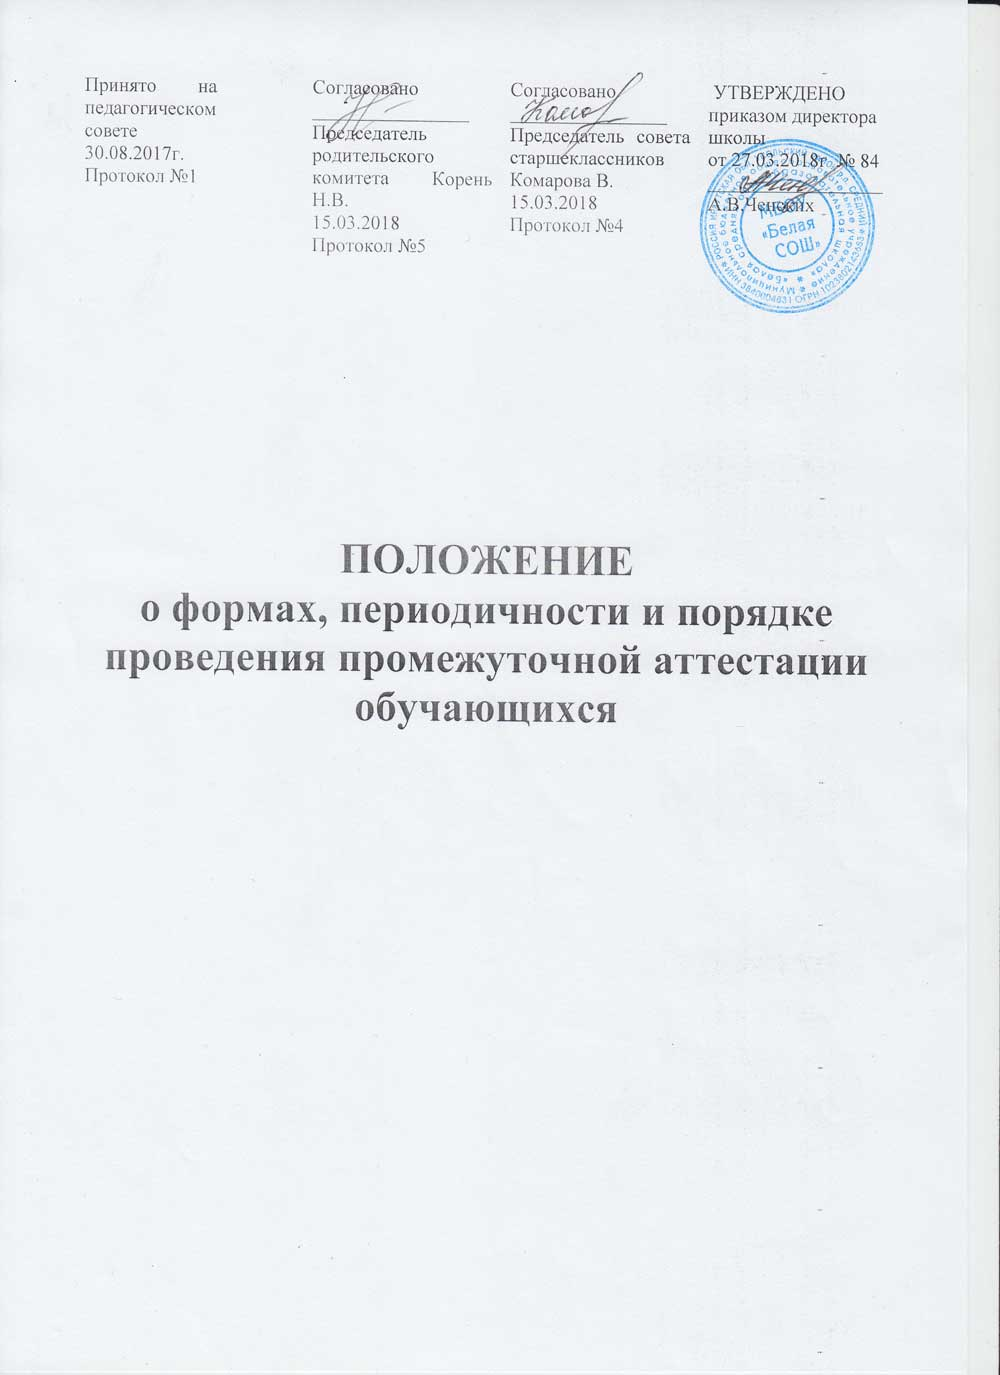 Принято на
педагогическом
совете
30.08.2017г.
Протокол №1
Согласовано
Председатель
родительского
комитета Корень
Н.В.
15.03.2018
Протокол №5
Согласовано
Председатель совета
старшеклассников
Комарова В.
15.03.2018
Протокол №4
УТВЕРЖДЕНО
приказом директора
школы
от 27.03.2018г. № 84
А.В.Ченских
МБОУ
«Белая
СОШ»
ПОЛОЖЕНИЕ
о формах, периодичности и порядке
проведения промежуточной аттестации
обучающихся